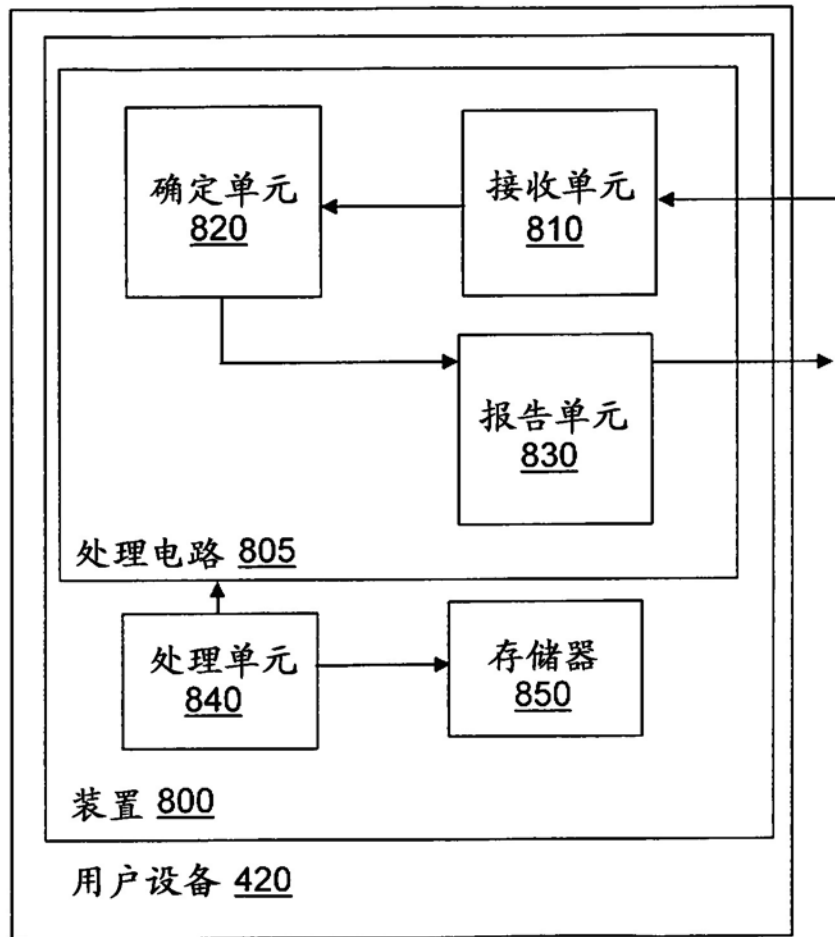 确定单元
820
接收单元
810
报告单元
830
处理电路 805
处理单元
840
存储器
850
装置 800
用户设备 420